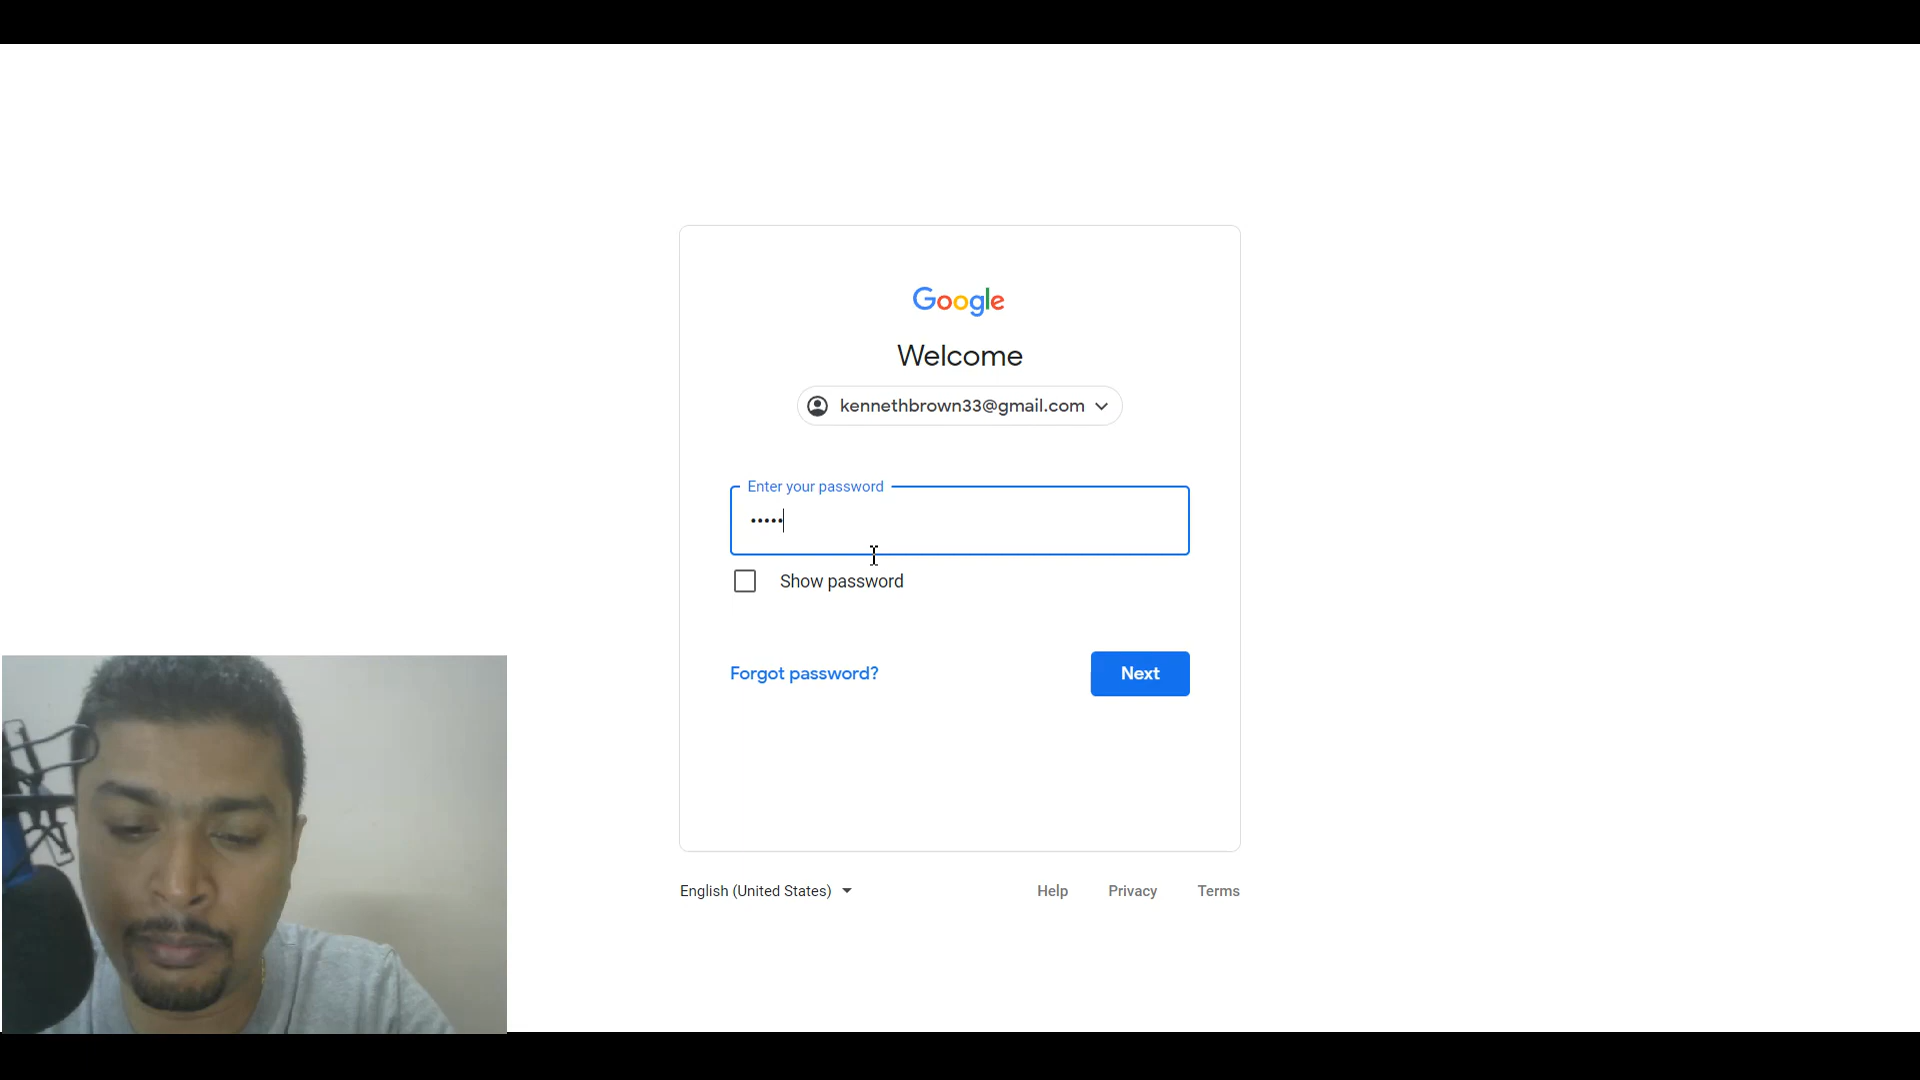 Google
Welcome
kennethbrown33@gmail.com
Enter your password
•••••
Show password
Forgot password?
Next
English (United States)
Help Privacy Terms